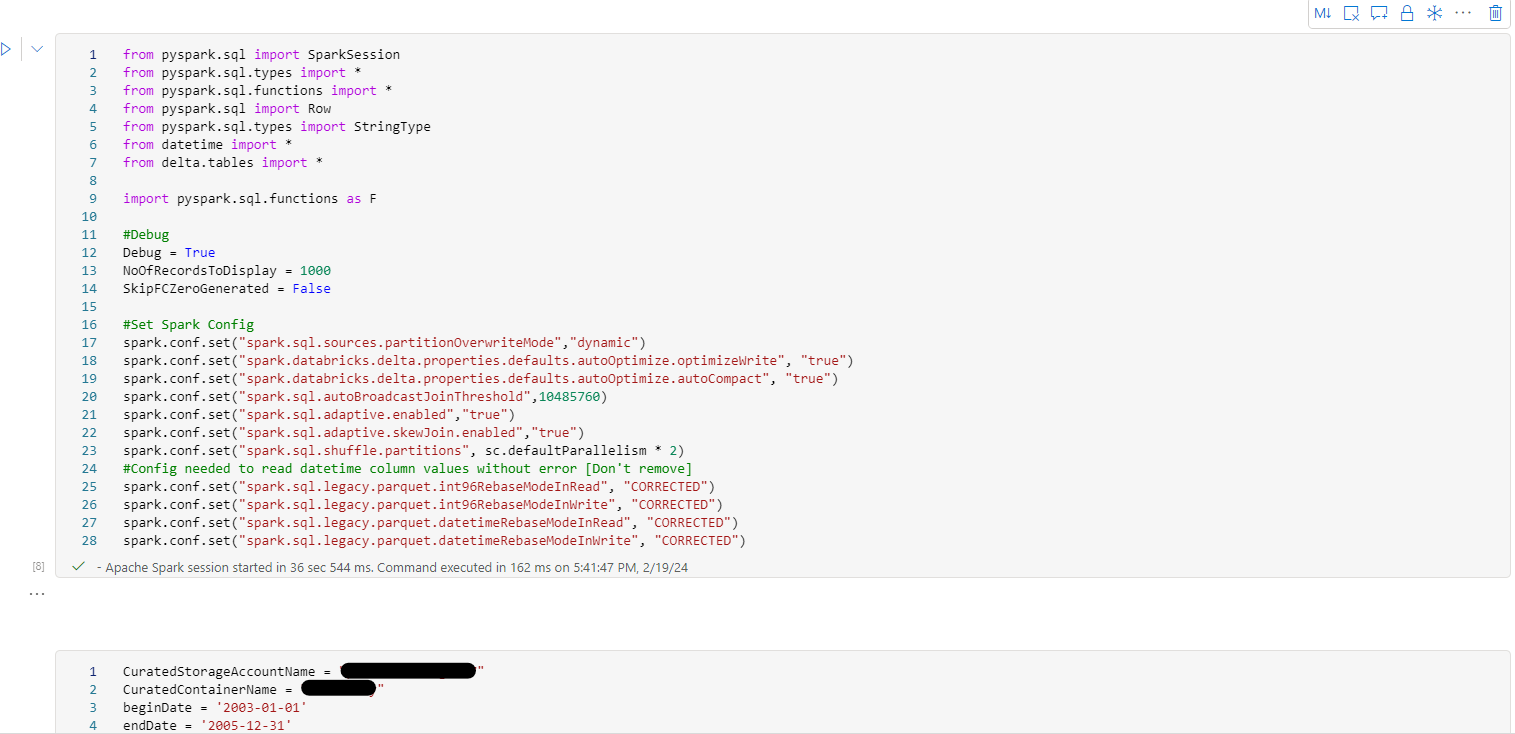 M↓
1 from pyspark.sql import SparkSession
2 from pyspark.sql.types import *
3 from pyspark.sql.functions import *
4 from pyspark.sql import Row
5 from pyspark.sql.types import StringType
6 from datetime import *
7 from delta.tables import *
8
9 import pyspark.sql.functions as F
10
11 #Debug
12 Debug = True
13 NoOfRecordsToDisplay = 1000
14 SkipFCZeroGenerated = False
15
16 #Set Spark Config
17 spark.conf.set("spark.sql.sources.partitionOverwriteMode","dynamic")
18 spark.conf.set("spark.databricks.delta.properties.defaults.autoOptimize.optimizeWrite", "true")
19 spark.conf.set("spark.databricks.delta.properties.defaults.autoOptimize.autoCompact", "true")
20 spark.conf.set("spark.sql.autoBroadcastJoinThreshold",10485760)
21 spark.conf.set("spark.sql.adaptive.enabled","true")
22 spark.conf.set("spark.sql.adaptive.skewJoin.enabled","true")
23 spark.conf.set("spark.sql.shuffle.partitions", sc.defaultParallelism * 2)
24 #Config needed to read datetime column values without error [Don't remove]
25 spark.conf.set("spark.sql.legacy.parquet.int96RebaseModeInRead", "CORRECTED")
26 spark.conf.set("spark.sql.legacy.parquet.int96RebaseModeInWrite", "CORRECTED")
27 spark.conf.set("spark.sql.legacy.parquet.datetimeRebaseModeInRead", "CORRECTED")
28 spark.conf.set("spark.sql.legacy.parquet.datetimeRebaseModeInWrite", "CORRECTED")
[8] - Apache Spark session started in 36 sec 544 ms. Command executed in 162 ms on 5:41:47 PM, 2/19/24
1 CuratedStorageAccountName = "
2 CuratedContainerName = "
3 beginDate = '2003-01-01'
4 endDate = '2005-12-31'